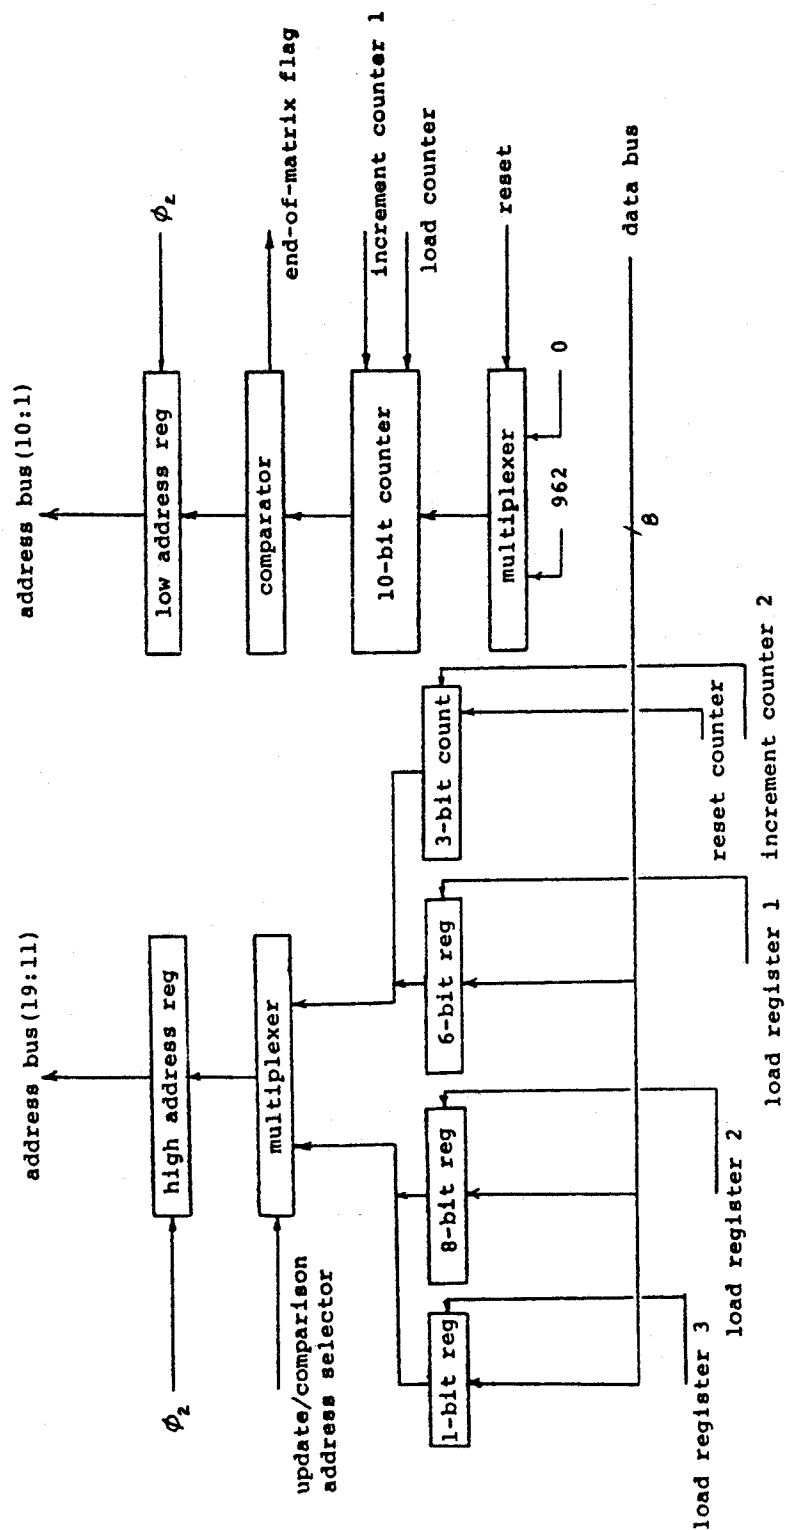 address bus(19:11)
address bus(10:1)
ϕ2
high address reg
low address reg
ϕ2
update/comparison
address selector
multiplexer
comparator
end-of-matrix flag
1-bit reg
8-bit reg
6-bit reg
3-bit count
10-bit counter
increment counter 1
load counter
multiplexer
reset
962
0
8
data bus
load register 3
load register 2
load register 1
reset counter
increment counter 2